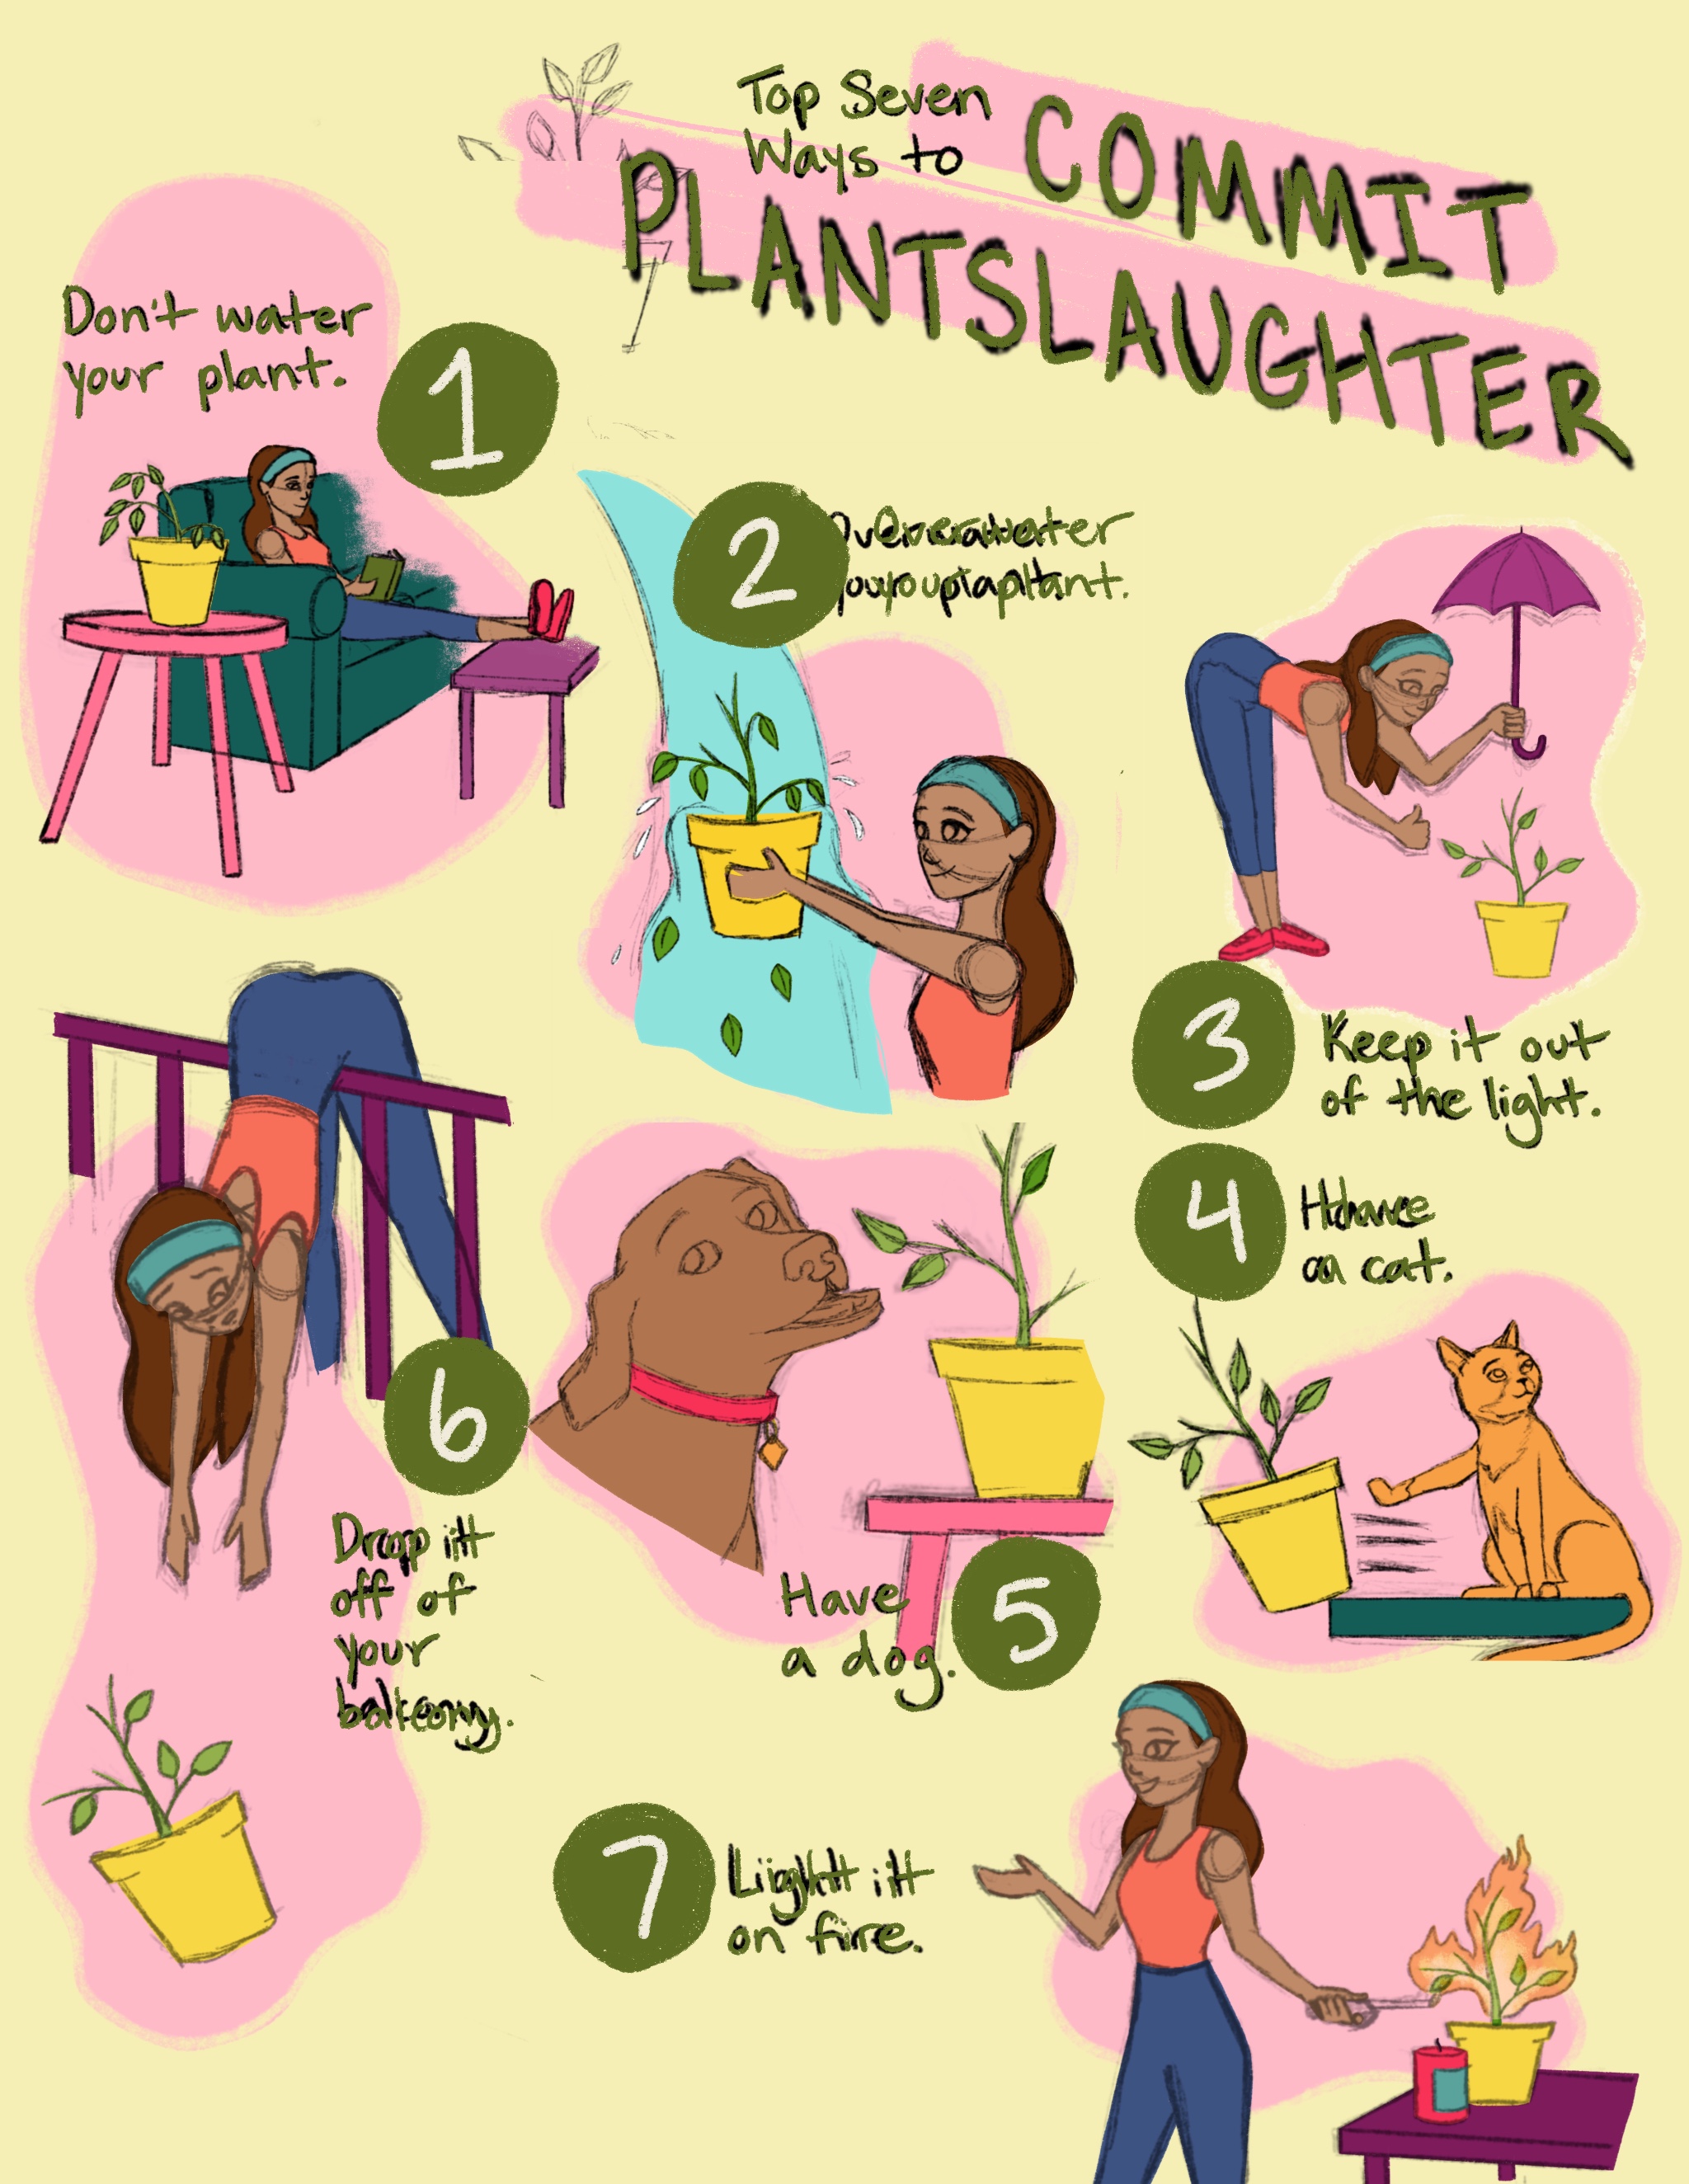 Top Seven
Ways to
COMMIT
PLANTSLAUGHTER
Don't water
your plant.
1
2
Overwater
your plant.
3
Keep it out
of the light.
4
Have
a cat.
Have
a dog.
5
6
Drop it
off of
your
balcony.
7
Light it
on fire.